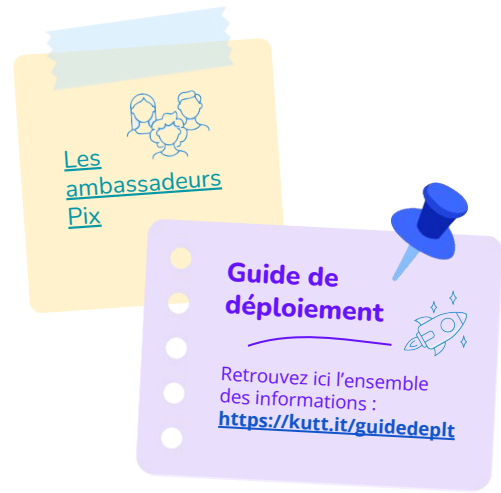 Les
ambassadeurs
Pix
Guide de
déploiement
Retrouvez ici l’ensemble
des informations :
https://kutt.it/guidedeplt